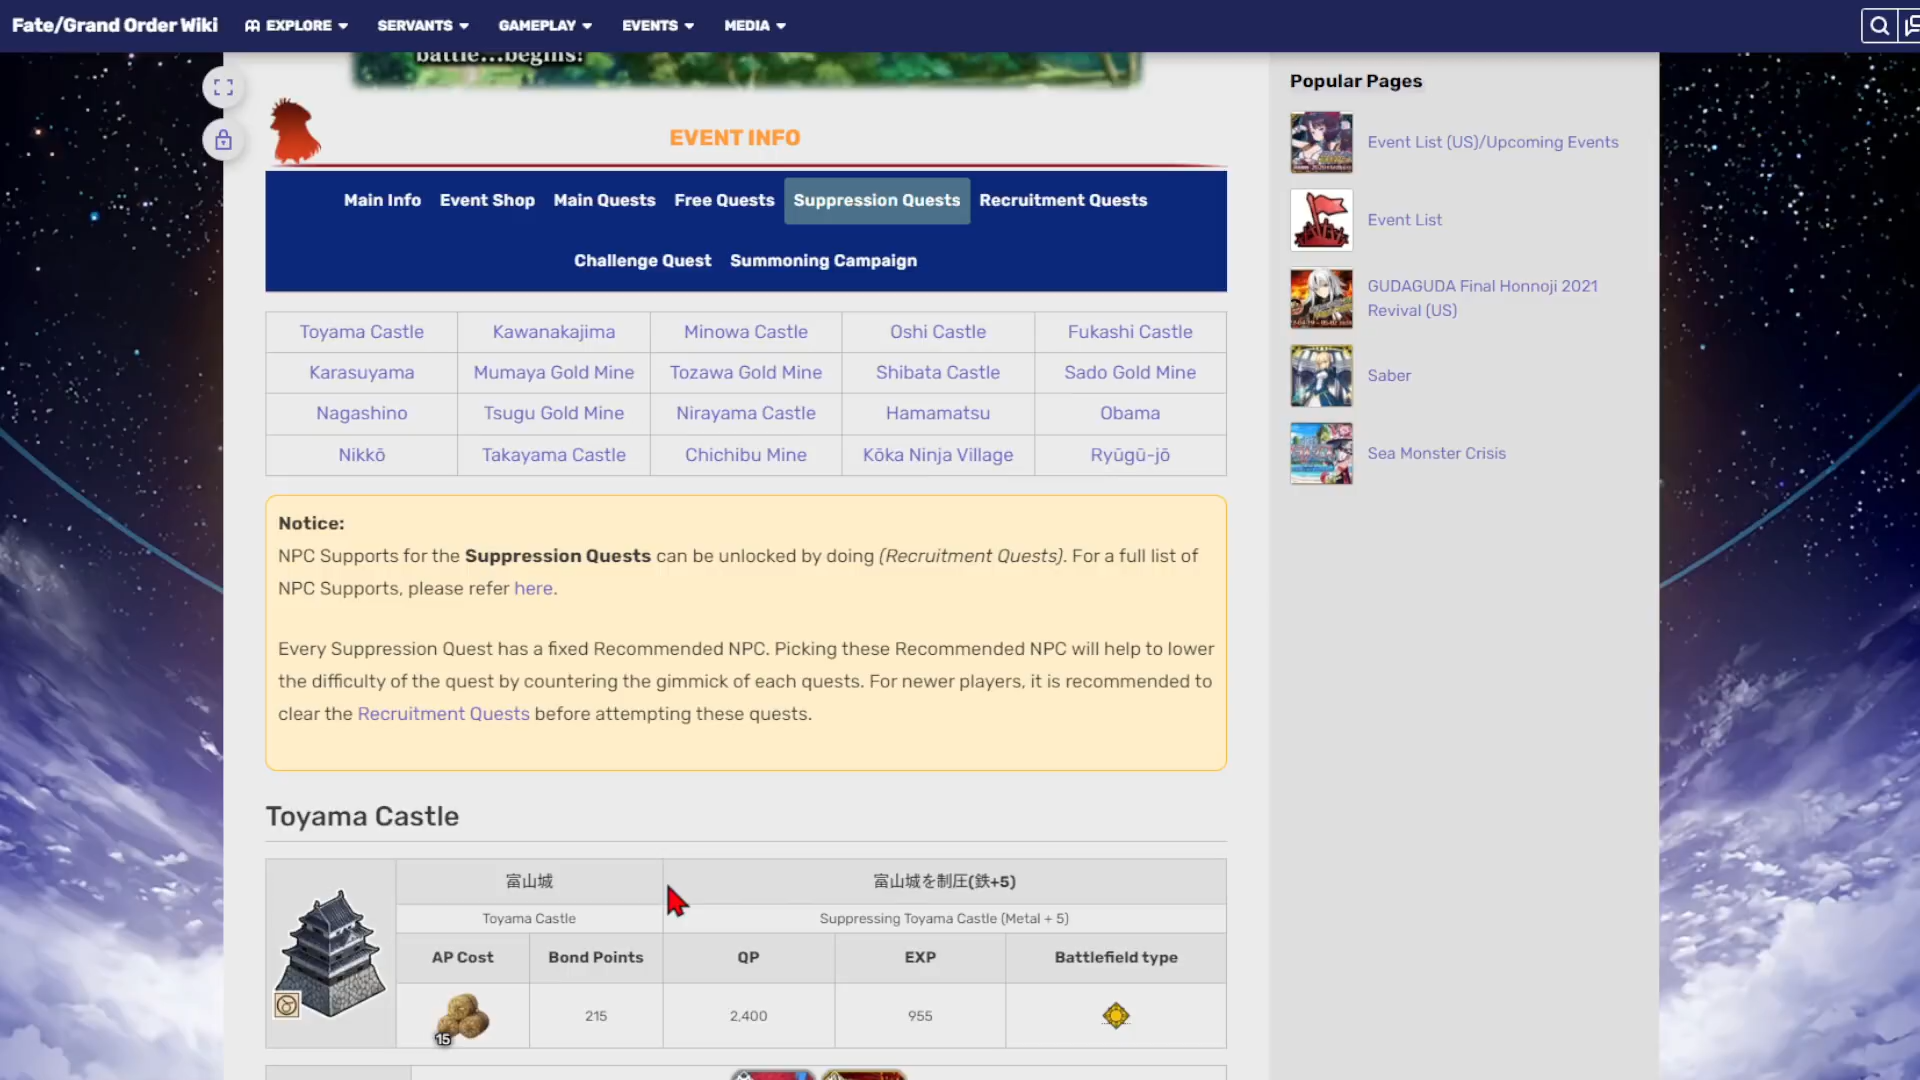 Fate/Grand Order Wiki
EXPLORE
SERVANTS
GAMEPLAY
EVENTS
MEDIA
battle...begins!
EVENT INFO
Main Info
Event Shop
Main Quests
Free Quests
Suppression Quests
Recruitment Quests
Challenge Quest
Summoning Campaign
Toyama Castle
Kawanakajima
Minowa Castle
Oshi Castle
Fukashi Castle
Karasuyama
Mumaya Gold Mine
Tozawa Gold Mine
Shibata Castle
Sado Gold Mine
Nagashino
Tsugu Gold Mine
Nirayama Castle
Hamamatsu
Obama
Nikkō
Takayama Castle
Chichibu Mine
Kōka Ninja Village
Ryūgū-jō
Notice:
NPC Supports for the Suppression Quests can be unlocked by doing (Recruitment Quests). For a full list of
NPC Supports, please refer here.
Every Suppression Quest has a fixed Recommended NPC. Picking these Recommended NPC will help to lower
the difficulty of the quest by countering the gimmick of each quests. For newer players, it is recommended to
clear the Recruitment Quests before attempting these quests.
Toyama Castle
富山城
富山城を制圧(鉄+5)
Toyama Castle
Suppressing Toyama Castle (Metal + 5)
AP Cost
Bond Points
QP
EXP
Battlefield type
15
215
2,400
955
Popular Pages
Event List (US)/Upcoming Events
Event List
GUDAGUDA Final Honnoji 2021
Revival (US)
Saber
Sea Monster Crisis